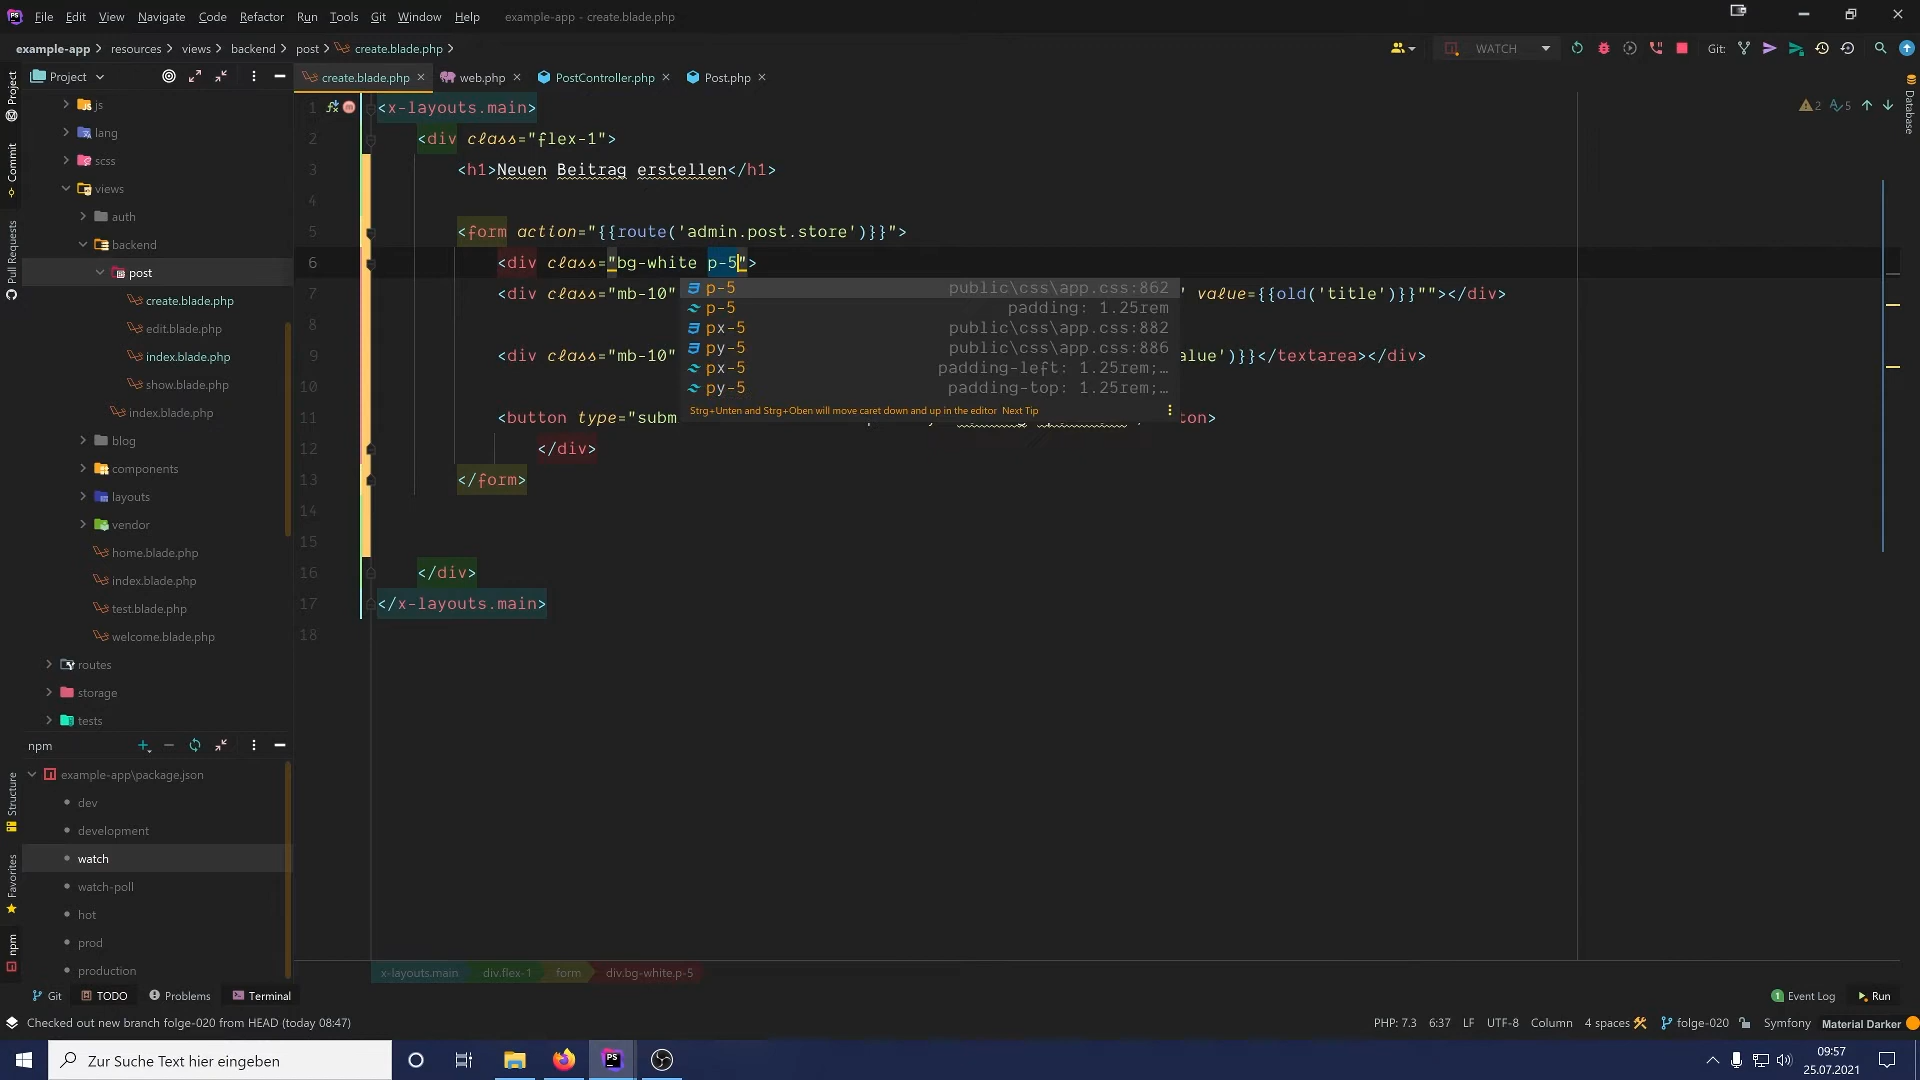 File Edit View Navigate Code Refactor Run Tools Git Window Help example-app - create.blade.php
example-app resources views backend post create.blade.php WATCH Git:
Project
create.blade.php web.php PostController.php Post.php
js
lang
scss
views
auth
backend
post
create.blade.php
edit.blade.php
index.blade.php
show.blade.php
index.blade.php
blog
components
layouts
vendor
home.blade.php
index.blade.php
test.blade.php
welcome.blade.php
routes
storage
tests
npm
example-app\package.json
dev
development
watch
watch-poll
hot
prod
production
Project
Commit
Pull Requests
Structure
Favorites
npm
Database
2 5
1 <x-layouts.main>
2 <div class="flex-1">
3 <h1>Neuen Beitrag erstellen</h1>
4
5 <form action="{{route('admin.post.store')}}">
6 <div class="bg-white p-5">
7 <div class="mb-10" ' value={{old('title')}}""></div>
8
9 <div class="mb-10" alue')}}</textarea></div>
10
11 <button type="subm ton>
12 </div>
13 </form>
14
15
16 </div>
17 </x-layouts.main>
18
p-5 public\css\app.css:862
p-5 padding: 1.25rem
px-5 public\css\app.css:882
py-5 public\css\app.css:886
px-5 padding-left: 1.25rem;…
py-5 padding-top: 1.25rem;…
Strg+Unten and Strg+Oben will move caret down and up in the editor Next Tip
x-layouts.main div.flex-1 form div.bg-white.p-5
Git TODO Problems Terminal 1 Event Log Run
Checked out new branch folge-020 from HEAD (today 08:47) PHP: 7.3 6:37 LF UTF-8 Column 4 spaces folge-020 Symfony Material Darker
Zur Suche Text hier eingeben
09:57
25.07.2021